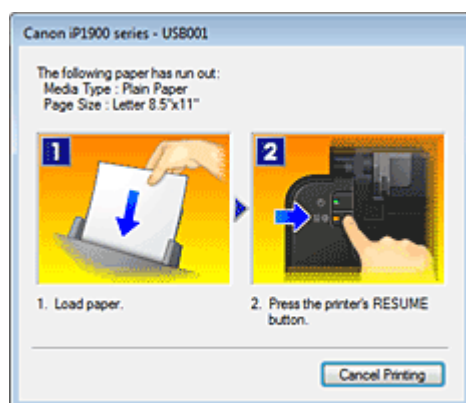 Canon iP1900 series - USB001
The following paper has run out:
Media Type : Plain Paper
Page Size : Letter 8.5"x11"
1
2
1. Load paper.
2. Press the printer's RESUME
button.
Cancel Printing